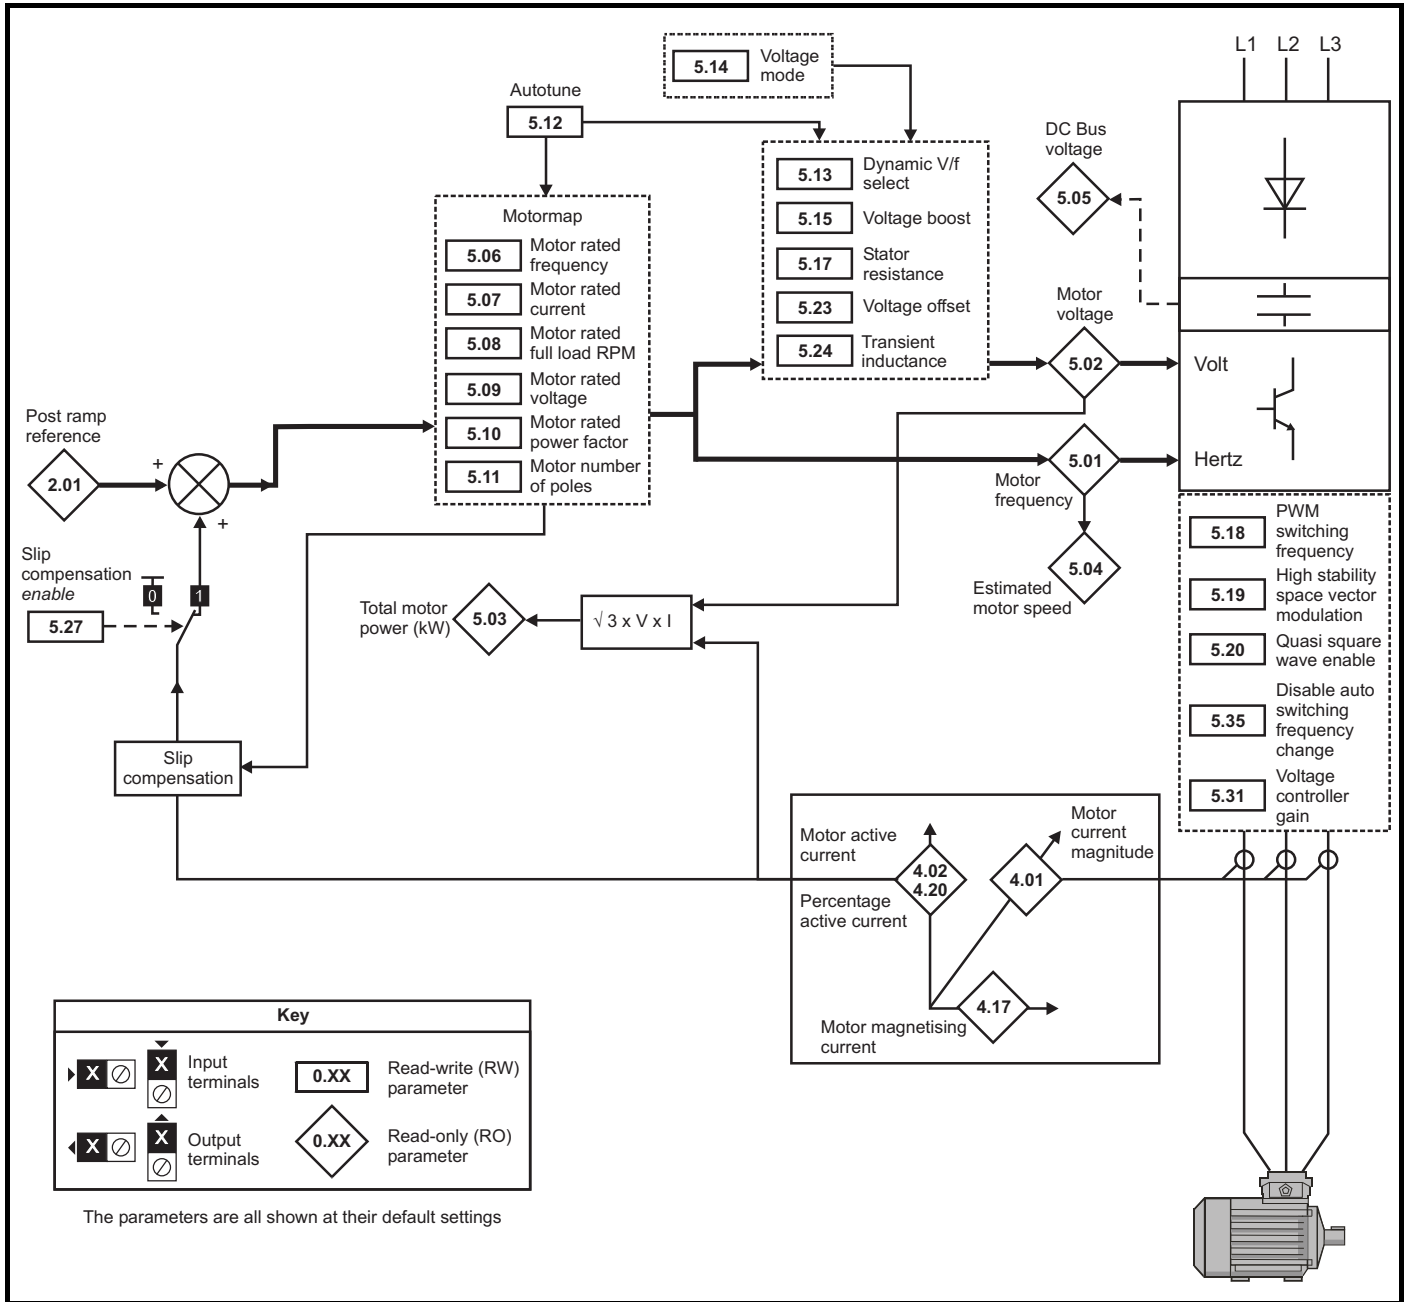 L1 L2 L3
5.14
Voltage
mode
Autotune
5.12
DC Bus
voltage
5.05
5.13
Dynamic V/f
select
5.15
Voltage boost
5.17
Stator
resistance
5.23
Voltage offset
5.24
Transient
inductance
Motormap
5.06
Motor rated
frequency
5.07
Motor rated
current
5.08
Motor rated
full load RPM
5.09
Motor rated
voltage
5.10
Motor rated
power factor
5.11
Motor number
of poles
Motor
voltage
5.02
Volt
Post ramp
reference
2.01
+
+
5.01
Motor
frequency
Hertz
5.04
Estimated
motor speed
Slip
compensation
enable
0
1
5.27
Total motor
power (kW)
5.03
√ 3 x V x I
5.18
PWM
switching
frequency
5.19
High stability
space vector
modulation
5.20
Quasi square
wave enable
5.35
Disable auto
switching
frequency
change
5.31
Voltage
controller
gain
Slip
compensation
Motor active
current
4.02
4.20
Percentage
active current
Motor
current
magnitude
4.01
4.17
Motor magnetising
current
Key
X
X
Input
terminals
0.XX
Read-write (RW)
parameter
X
X
Output
terminals
0.XX
Read-only (RO)
parameter
The parameters are all shown at their default settings